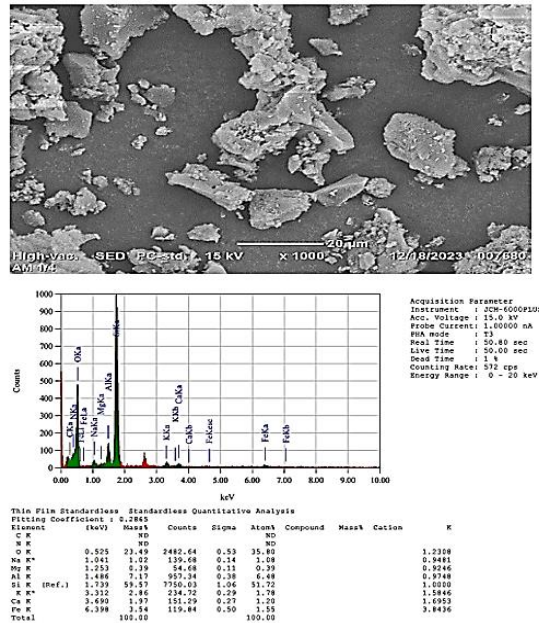 20 µm
High-vac. SED PC-std. 15 kV x 1000 12/18/2023 007680
AM 1/4
1000
900
800
700
600
500
400
300
200
100
0
Counts
CKa
NKa
OKa
FeLa
NaKa
MgKa
AlKa
KKa
KKb
CaKa
CaKb
FeKesc
FeKa
FeKb
0.00 1.00 2.00 3.00 4.00 5.00 6.00 7.00 8.00 9.00 10.00
keV
Acquisition Parameter
Instrument : JCM-6000PLUS
Acc. Voltage : 15.0 kV
Probe Current: 1.00000 nA
PHA mode : T3
Real Time : 50.80 sec
Live Time : 50.00 sec
Dead Time : 1 %
Counting Rate: 572 cps
Energy Range : 0 - 20 keV
Thin Film Standardless Standardless Quantitative Analysis
Fitting Coefficient : 0.2865
Element (keV) Mass% Counts Sigma Atom% Compound Mass% Cation K
C K ND ND
N K ND ND
O K 0.525 23.49 2482.64 0.53 35.80 1.2308
Na K* 1.041 1.02 139.68 0.14 1.08 0.9481
Mg K 1.253 0.39 54.68 0.11 0.39 0.9246
Al K 1.486 7.17 957.34 0.38 6.48 0.9748
Si K (Ref.) 1.739 59.57 7750.03 1.06 51.72 1.0000
K K* 3.312 2.86 234.72 0.29 1.78 1.5846
Ca K 3.690 1.97 151.29 0.27 1.20 1.6953
Fe K 6.398 3.54 119.84 0.50 1.55 3.8436
Total 100.00 100.00